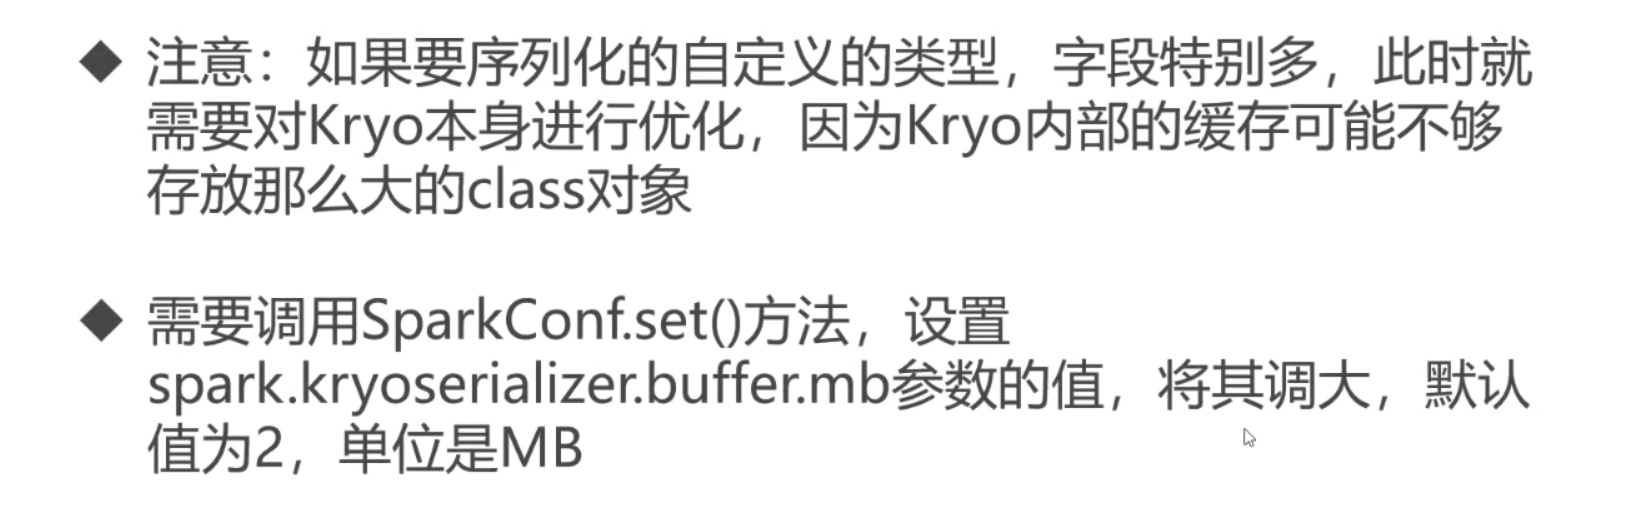 ◆ 注意：如果要序列化的自定义的类型，字段特别多，此时就
需要对Kryo本身进行优化，因为Kryo内部的缓存可能不够
存放那么大的class对象
◆ 需要调用SparkConf.set()方法，设置
spark.kryoserializer.buffer.mb参数的值，将其调大，默认
值为2，单位是MB